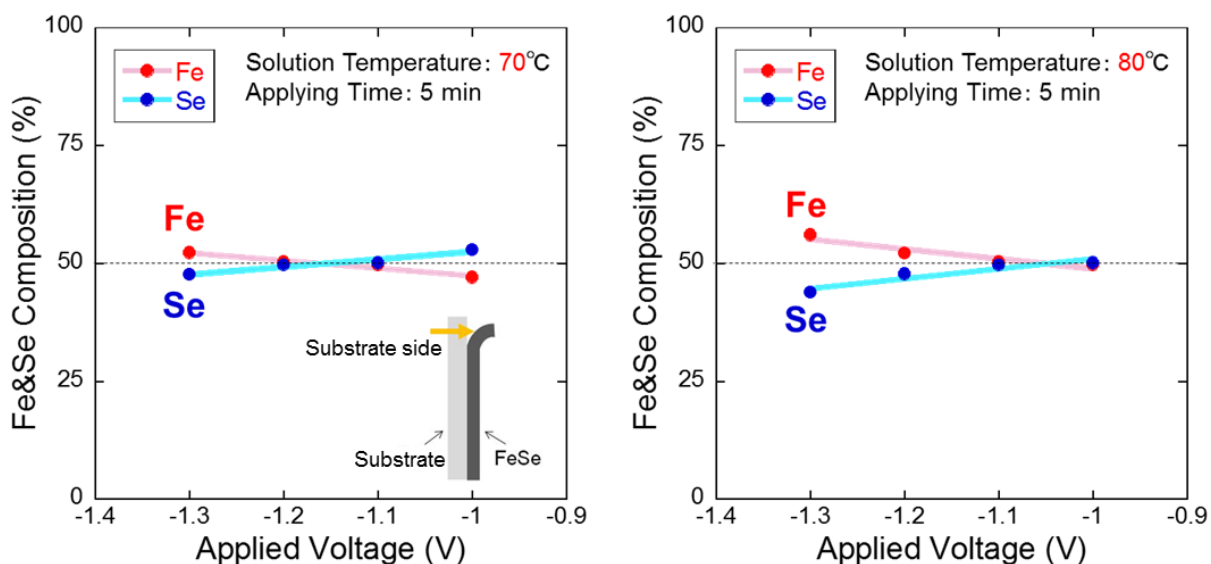 100
Fe
Se
Solution Temperature: 70°C
Applying Time: 5 min
75
Fe&Se Composition (%)
Fe
50
Se
Substrate side
25
Substrate
FeSe
0
-1.4
-1.3
-1.2
-1.1
-1
-0.9
Applied Voltage (V)
100
Fe
Se
Solution Temperature: 80°C
Applying Time: 5 min
75
Fe&Se Composition (%)
Fe
50
Se
25
0
-1.4
-1.3
-1.2
-1.1
-1
-0.9
Applied Voltage (V)